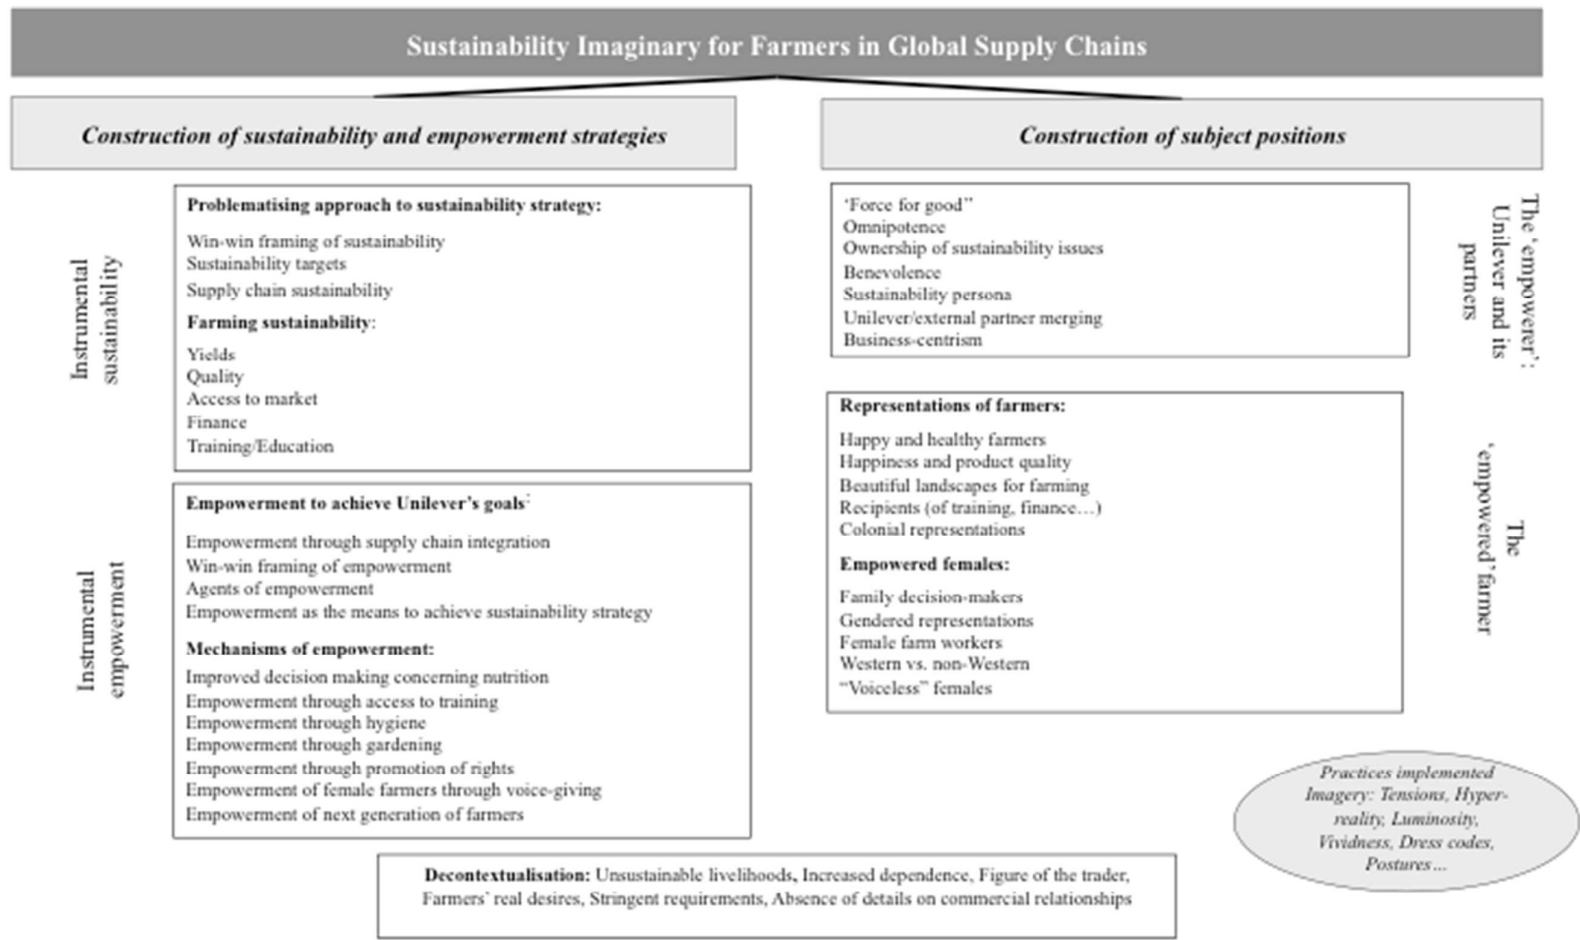 Sustainability Imaginary for Farmers in Global Supply Chains
Construction of sustainability and empowerment strategies
Instrumental
sustainability
Problematising approach to sustainability strategy:
Win-win framing of sustainability
Sustainability targets
Supply chain sustainability
Farming sustainability:
Yields
Quality
Access to market
Finance
Training/Education
Instrumental
empowerment
Empowerment to achieve Unilever's goals:
Empowerment through supply chain integration
Win-win framing of empowerment
Agents of empowerment
Empowerment as the means to achieve sustainability strategy
Mechanisms of empowerment:
Improved decision making concerning nutrition
Empowerment through access to training
Empowerment through hygiene
Empowerment through gardening
Empowerment through promotion of rights
Empowerment of female farmers through voice-giving
Empowerment of next generation of farmers
Construction of subject positions
'Force for good"
Omnipotence
Ownership of sustainability issues
Benevolence
Sustainability persona
Unilever/external partner merging
Business-centrism
The 'empowerer':
Unilever and its
partners
Representations of farmers:
Happy and healthy farmers
Happiness and product quality
Beautiful landscapes for farming
Recipients (of training, finance…)
Colonial representations
Empowered females:
Family decision-makers
Gendered representations
Female farm workers
Western vs. non-Western
"Voiceless" females
The
'empowered' farmer
Practices implemented
Imagery: Tensions, Hyper-
reality, Luminosity,
Vividness, Dress codes,
Postures…
Decontextualisation: Unsustainable livelihoods, Increased dependence, Figure of the trader,
Farmers' real desires, Stringent requirements, Absence of details on commercial relationships